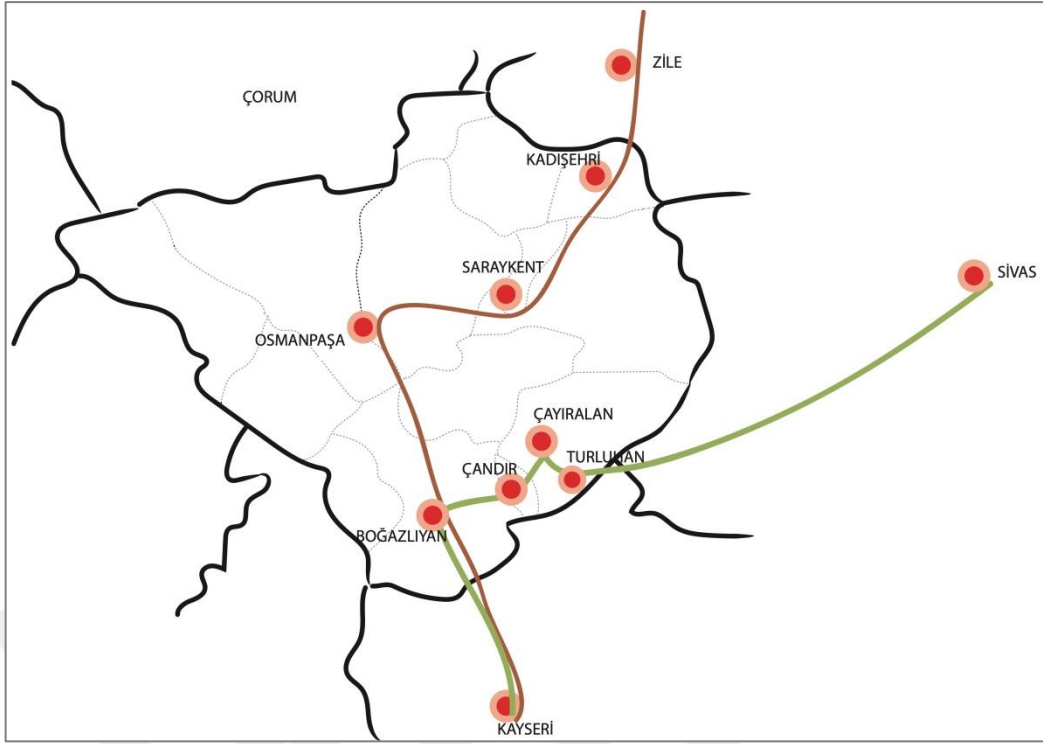 ZİLE
ÇORUM
KADIŞEHRİ
SARAYKENT
SİVAS
OSMANPAŞA
ÇAYIRALAN
TURLUHAN
ÇANDIR
BOĞAZLIYAN
KAYSERİ